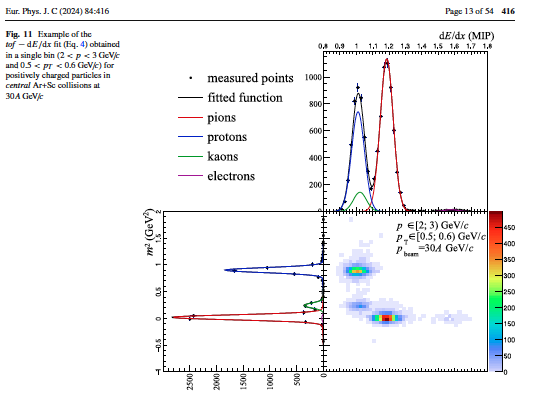 Eur. Phys. J. C (2024) 84:416
Page 13 of 54 416
Fig. 11 Example of the
tof − dE/dx fit (Eq. 4) obtained
in a single bin (2 < p < 3 GeV/c
and 0.5 < pT < 0.6 GeV/c) for
positively charged particles in
central Ar+Sc collisions at
30A GeV/c
dE/dx (MIP)
0.8 0.9 1 1.1 1.2 1.3 1.4 1.5 1.6 1.7 1.8
measured points
fitted function
pions
protons
kaons
electrons
1000
800
600
400
200
m² (GeV²)
2
1.5
1
0.5
0
-0.5
-1
2500 2000 1500 1000 500 0
p ∈[2; 3) GeV/c
pT ∈[0.5; 0.6) GeV/c
pbeam =30A GeV/c
450
400
350
300
250
200
150
100
50
0